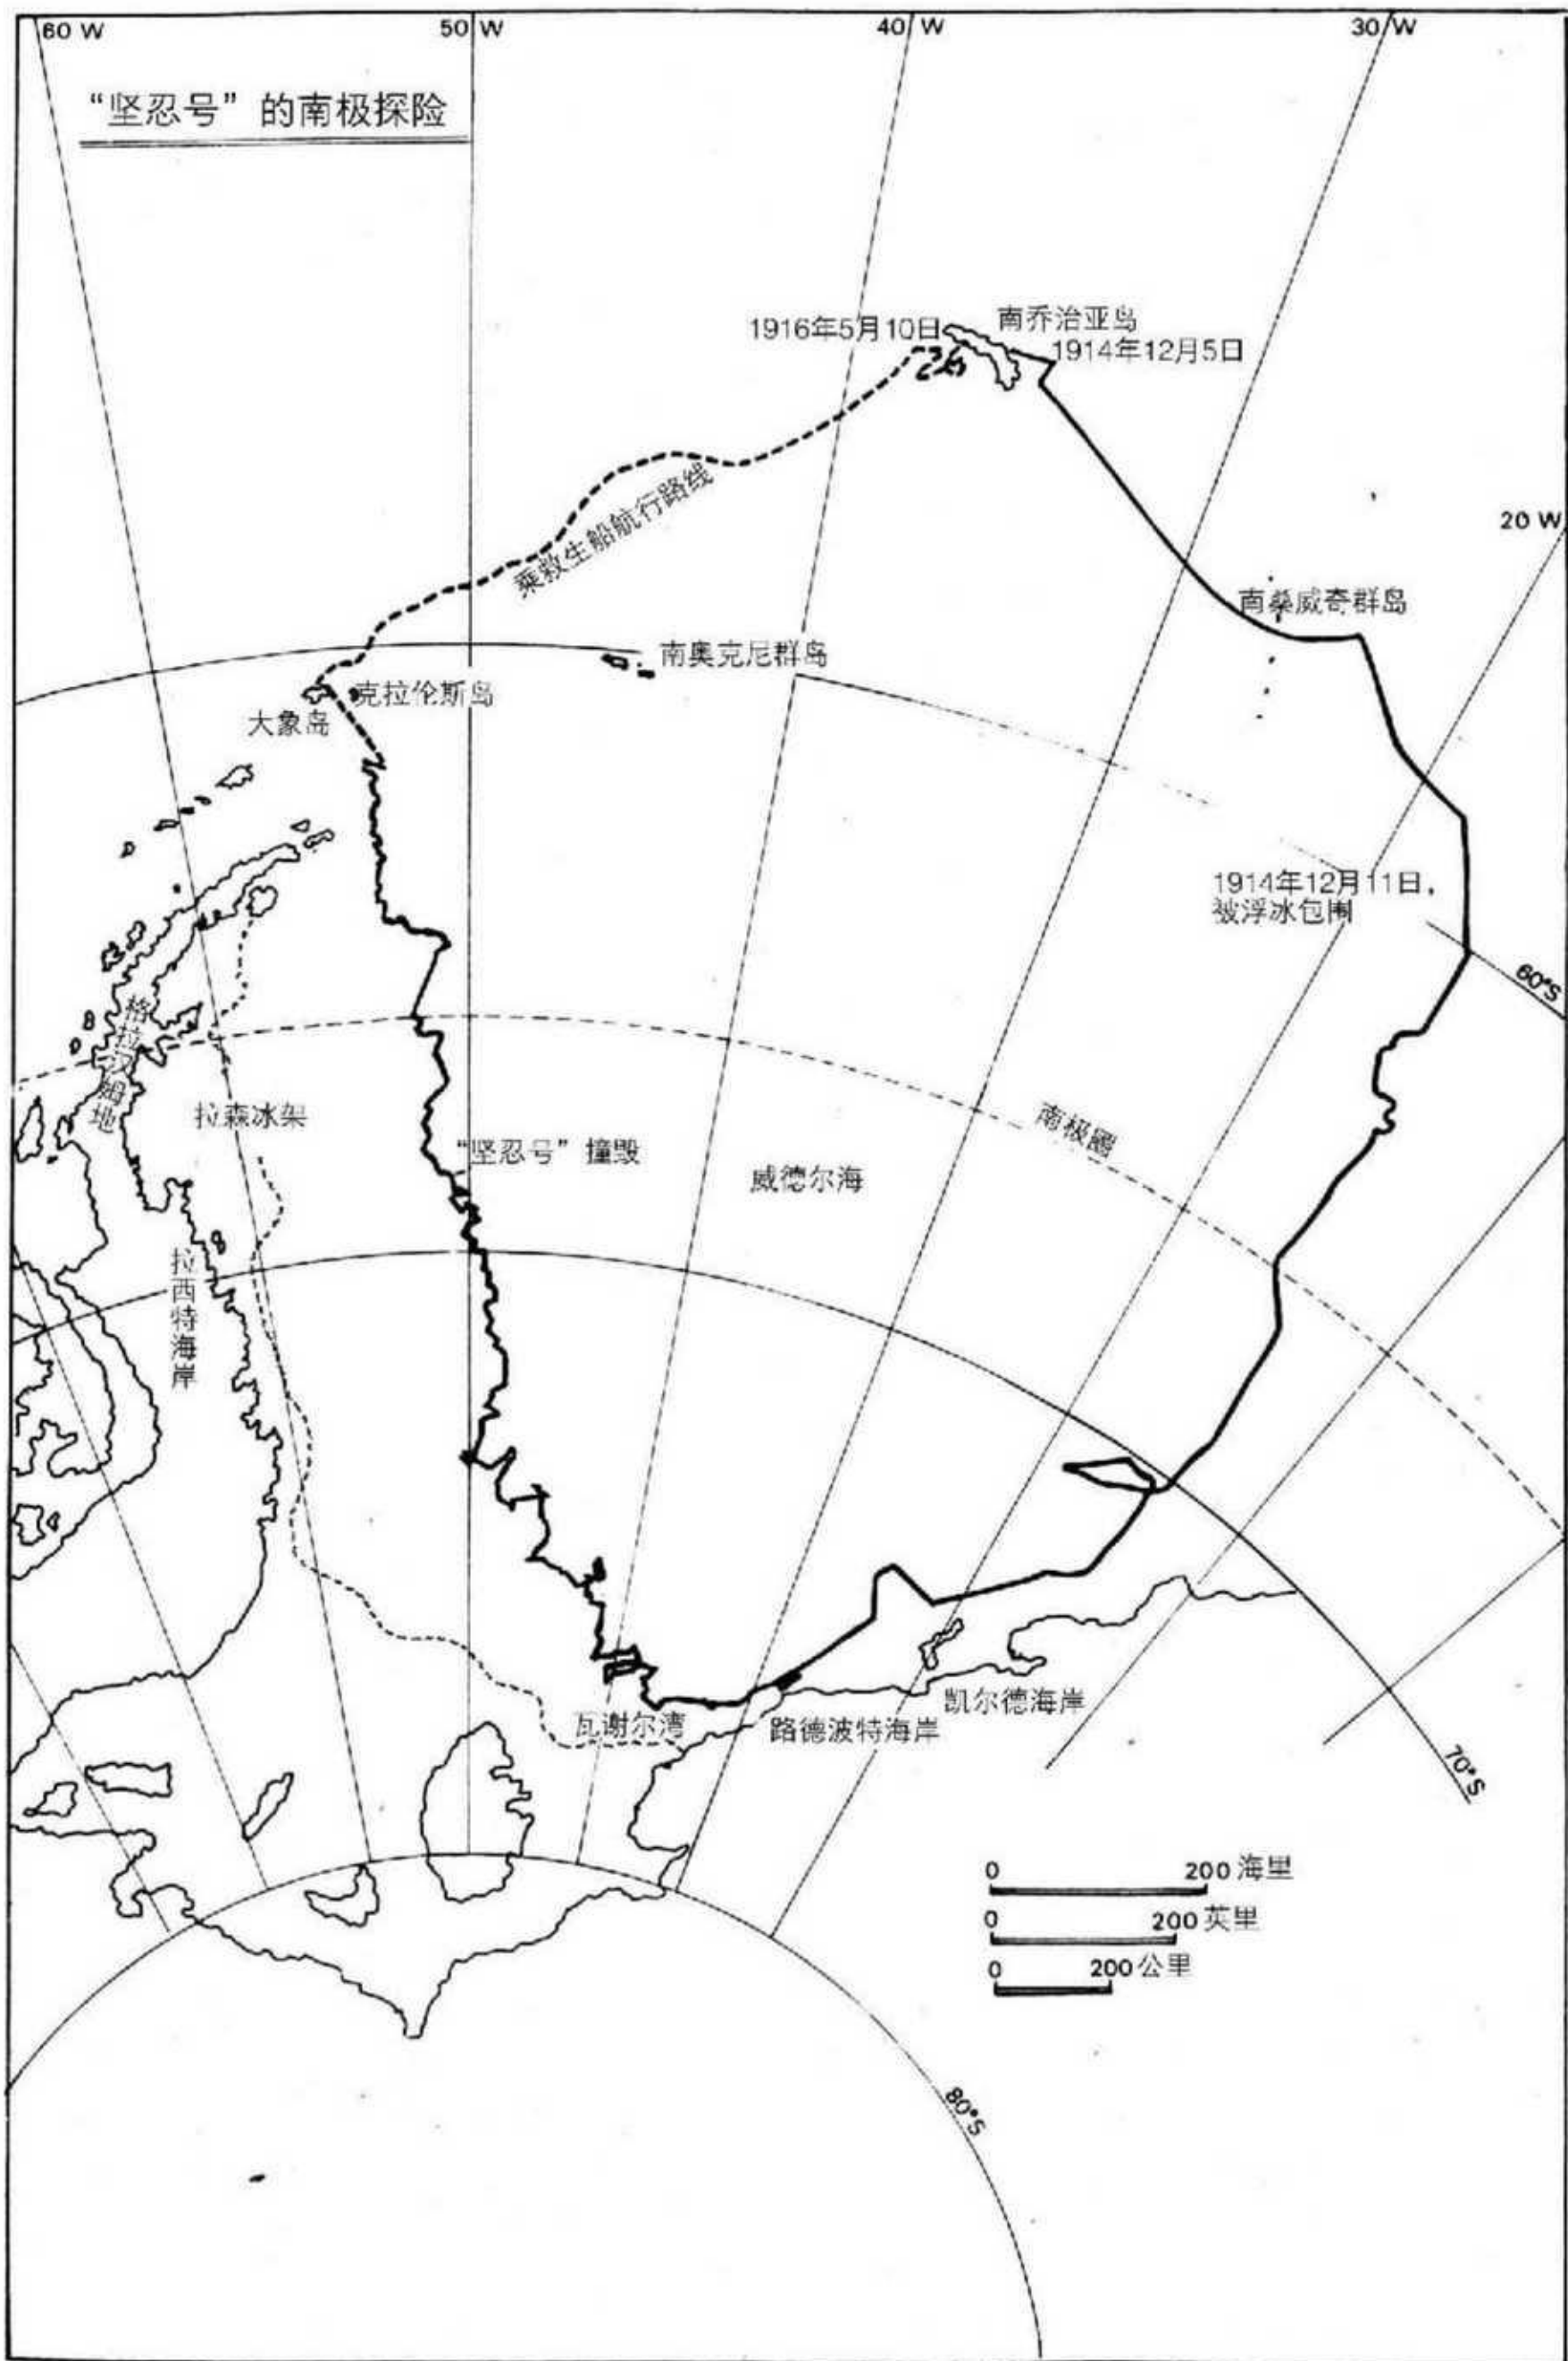 60 W
50 W
40 W
30 W
“坚忍号”的南极探险
1916年5月10日
南乔治亚岛
1914年12月5日
乘救生船航行路线
20 W
南桑威奇群岛
南奥克尼群岛
克拉伦斯岛
大象岛
1914年12月11日，
被浮冰包围
60°S
格拉汉姆地
拉森冰架
南极圈
“坚忍号”撞毁
威德尔海
拉西特海岸
瓦谢尔湾
路德波特海岸
凯尔德海岸
70°S
0 200 海里
0 200 英里
0 200 公里
80°S